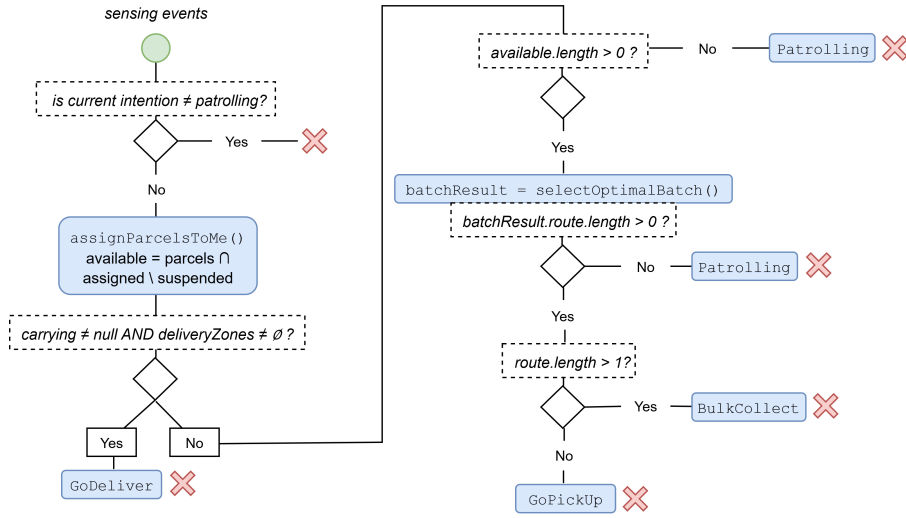 sensing events
is current intention ≠ patrolling?
Yes
No
assignParcelsToMe()
available = parcels ∩
assigned \ suspended
carrying ≠ null AND deliveryZones ≠ ∅ ?
Yes
No
GoDeliver
available.length > 0 ?
No
Patrolling
Yes
batchResult = selectOptimalBatch()
batchResult.route.length > 0 ?
No
Patrolling
Yes
route.length > 1?
Yes
BulkCollect
No
GoPickUp